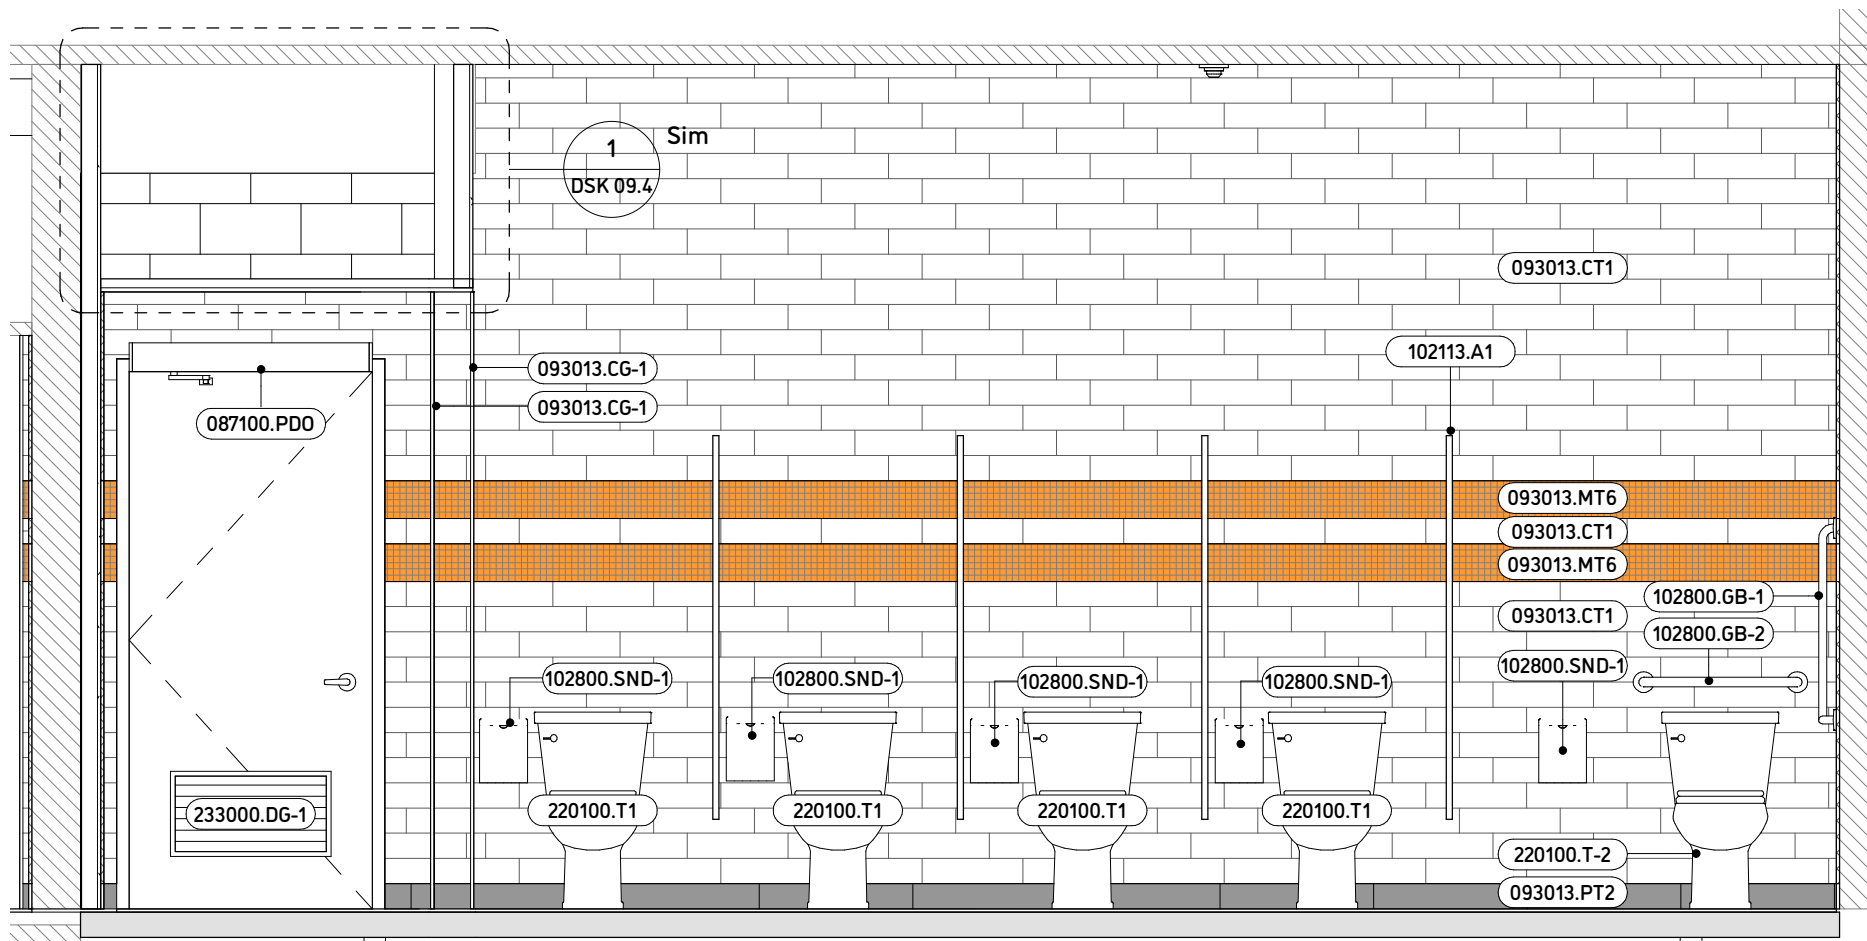 1
Sim
DSK 09.4
093013.CT1
102113.A1
093013.CG-1
093013.CG-1
087100.PDO
093013.MT6
093013.CT1
093013.MT6
102800.GB-1
093013.CT1
102800.GB-2
102800.SND-1
102800.SND-1
102800.SND-1
102800.SND-1
102800.SND-1
233000.DG-1
220100.T1
220100.T1
220100.T1
220100.T1
220100.T-2
093013.PT2